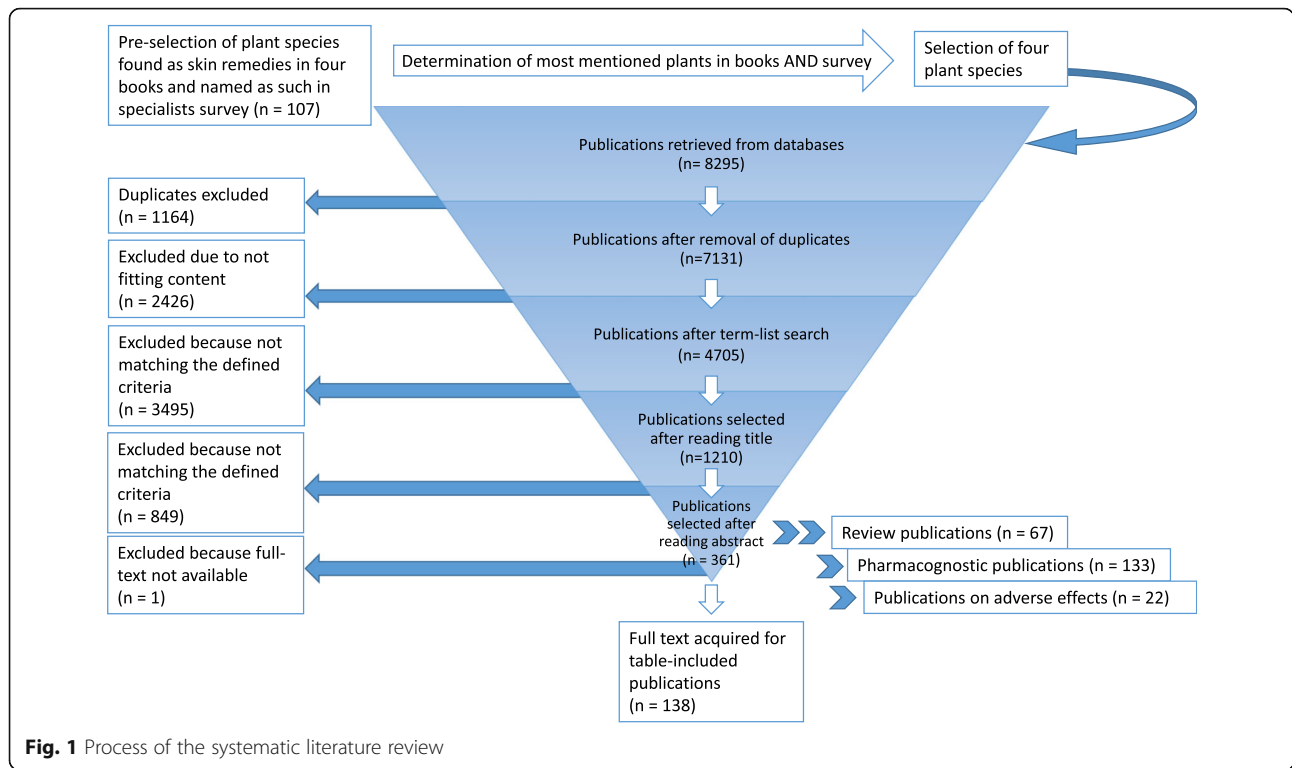 Pre-selection of plant species
found as skin remedies in four
books and named as such in
specialists survey (n = 107)
Determination of most mentioned plants in books AND survey
Selection of four
plant species
Publications retrieved from databases
(n= 8295)
Duplicates excluded
(n = 1164)
Publications after removal of duplicates
(n=7131)
Excluded due to not
fitting content
(n = 2426)
Publications after term-list search
(n= 4705)
Excluded because not
matching the defined
criteria
(n = 3495)
Publications selected
after reading title
(n=1210)
Excluded because not
matching the defined
criteria
(n = 849)
Publications
selected after
reading abstract
(n = 361)
Review publications (n = 67)
Pharmacognostic publications (n = 133)
Publications on adverse effects (n = 22)
Excluded because full-
text not available
(n = 1)
Full text acquired for
table-included
publications
(n = 138)
Fig. 1 Process of the systematic literature review